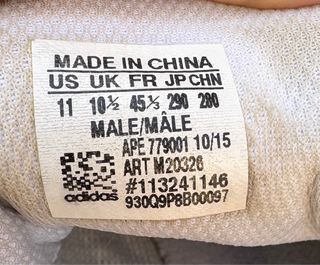 MADE IN CHINA
US UK FR JP CHN
11 10½ 45⅓ 290 280
MALE/MÂLE
APE 779001 10/15
ART M20326
#113241146
930Q9P8B00097
adidas